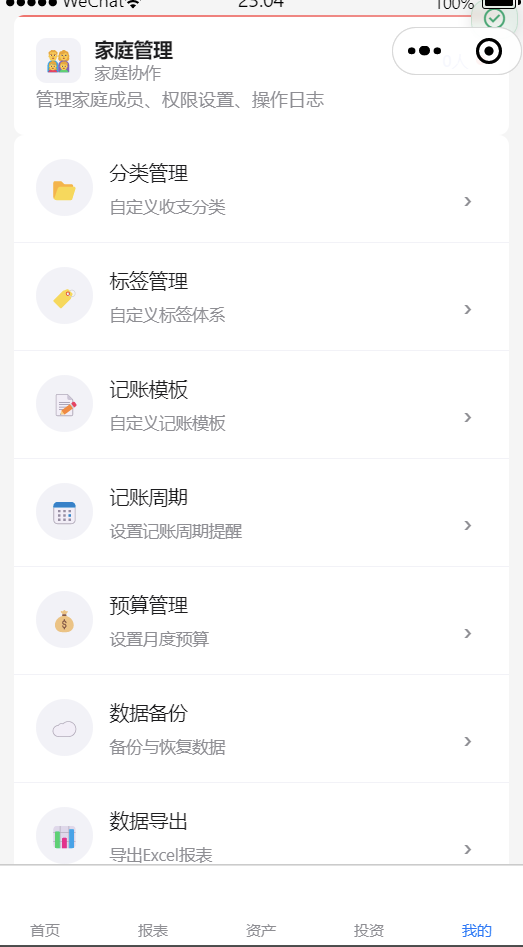 WeChat 23:04 100%
家庭管理
家庭协作
0人
管理家庭成员、权限设置、操作日志
分类管理
自定义收支分类
标签管理
自定义标签体系
记账模板
自定义记账模板
记账周期
设置记账周期提醒
预算管理
设置月度预算
数据备份
备份与恢复数据
数据导出
导出Excel报表
首页 报表 资产 投资 我的